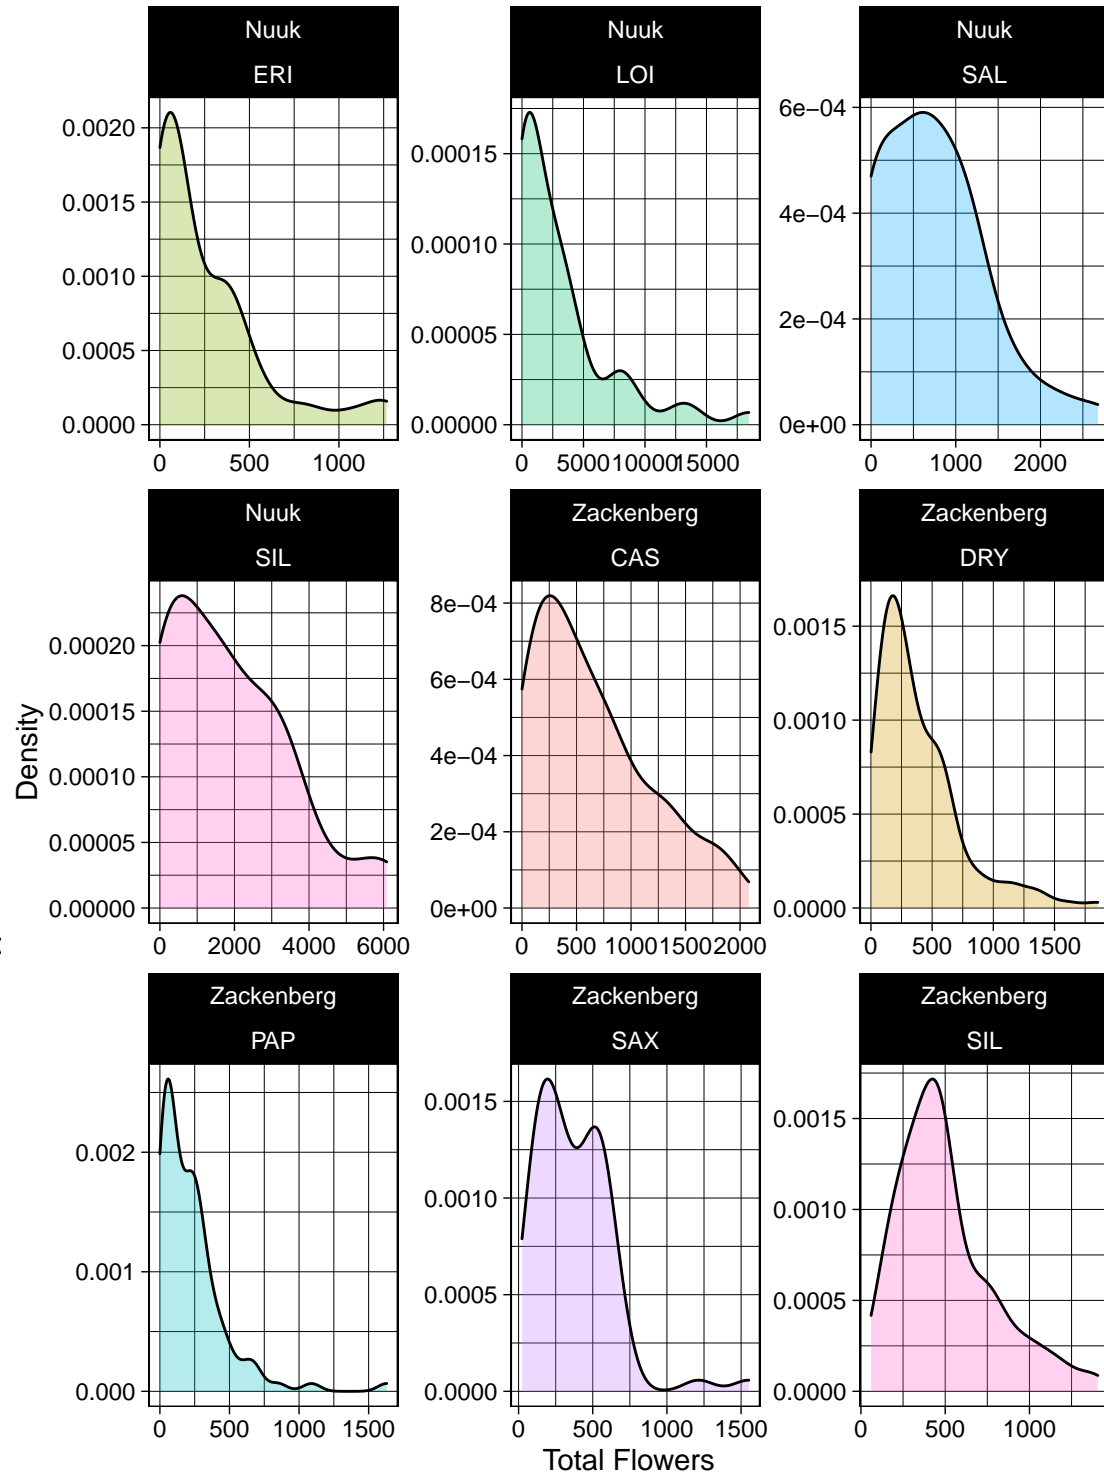 Nuuk
ERI
Nuuk
LOI
Nuuk
SAL
0.0020
0.0015
0.0010
0.0005
0.0000
0 500 1000
0.00015
0.00010
0.00005
0.00000
0 5000 10000 15000
6e−04
4e−04
2e−04
0e+00
0 1000 2000
Nuuk
SIL
Zackenberg
CAS
Zackenberg
DRY
Density
0.00020
0.00015
0.00010
0.00005
0.00000
0 2000 4000 6000
8e−04
6e−04
4e−04
2e−04
0e+00
0 500 1000 1500 2000
0.0015
0.0010
0.0005
0.0000
0 500 1000 1500
Zackenberg
PAP
Zackenberg
SAX
Zackenberg
SIL
0.002
0.001
0.000
0 500 1000 1500
0.0015
0.0010
0.0005
0.0000
0 500 1000 1500
0.0015
0.0010
0.0005
0.0000
0 500 1000
Total Flowers